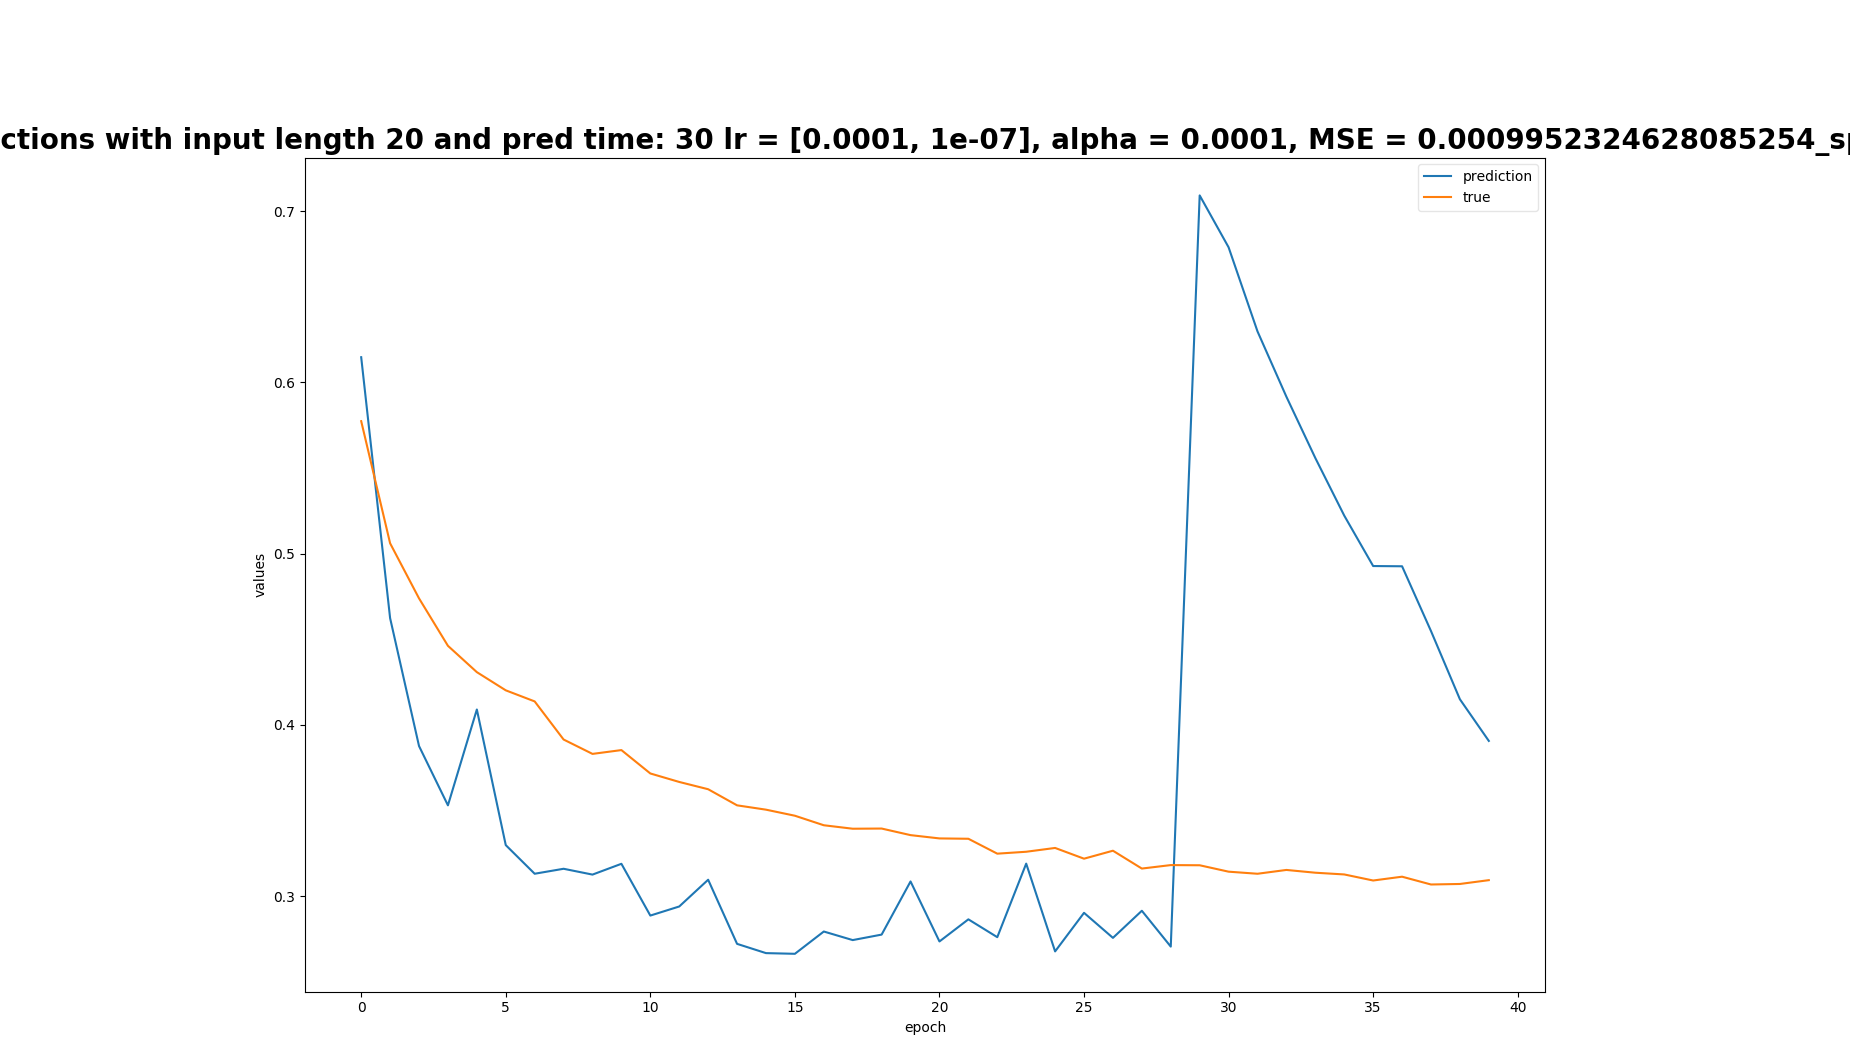 ctions with input length 20 and pred time: 30 lr = [0.0001, 1e-07], alpha = 0.0001, MSE = 0.0009952324628085254_sp
prediction
true
values
0.7
0.6
0.5
0.4
0.3
0 5 10 15 20 25 30 35 40
epoch